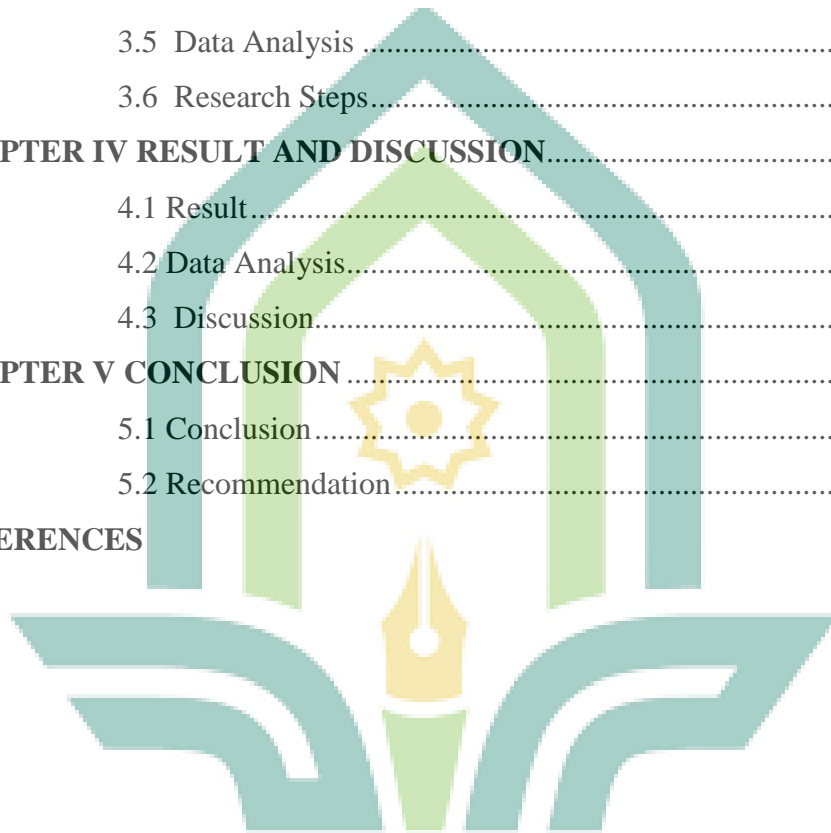 3.5 Data Analysis ........................................................
3.6 Research Steps........................................................
PTER IV RESULT AND DISCUSSION...................................
4.1 Result........................................................................
4.2 Data Analysis...........................................................
4.3 Discussion................................................................
PTER V CONCLUSION ...........................................................
5.1 Conclusion................................................................
5.2 Recommendation.....................................................
ERENCES